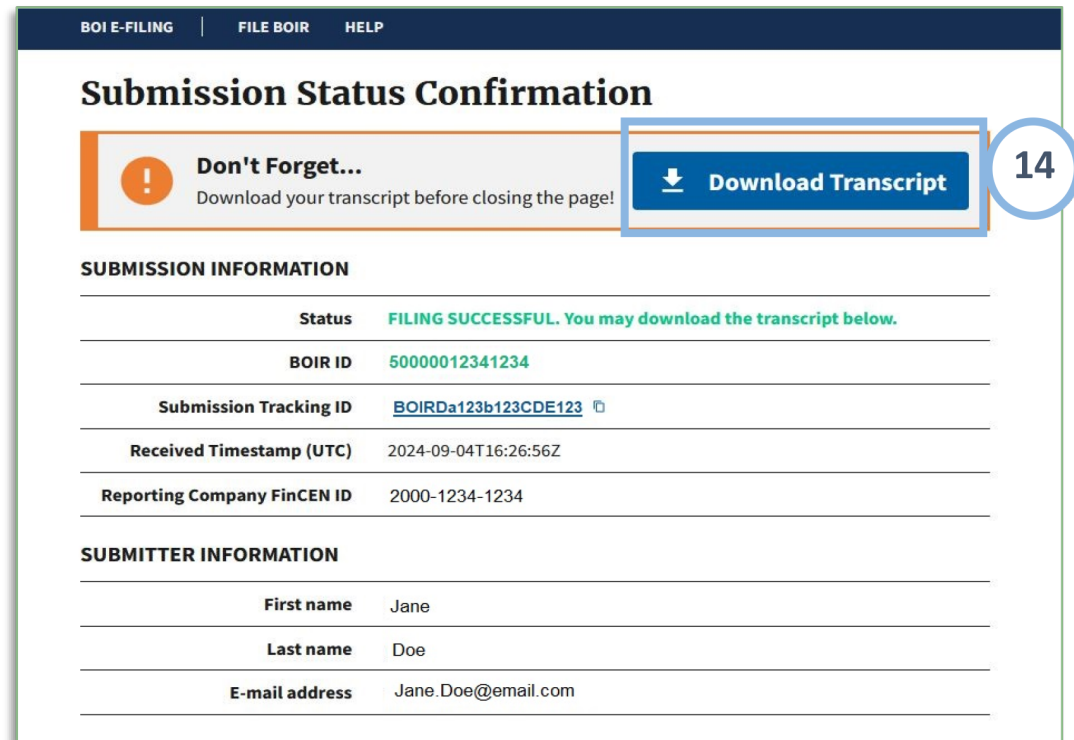 BOI E-FILING FILE BOIR HELP
Submission Status Confirmation
Don't Forget...
Download your transcript before closing the page!
Download Transcript
14
SUBMISSION INFORMATION
Status FILING SUCCESSFUL. You may download the transcript below.
BOIR ID 50000012341234
Submission Tracking ID BOIRDa123b123CDE123
Received Timestamp (UTC) 2024-09-04T16:26:56Z
Reporting Company FinCEN ID 2000-1234-1234
SUBMITTER INFORMATION
First name Jane
Last name Doe
E-mail address Jane.Doe@email.com